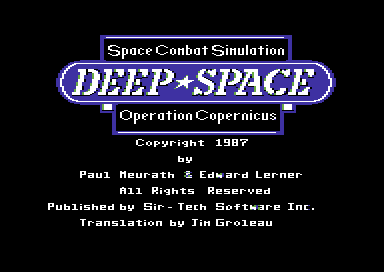 Space Combat Simulation
DEEP★SPACE
Operation Copernicus
Copyright 1987
by
Paul Neurath & Edward Lerner
All Rights Reserved
Published by Sir-Tech Software Inc.
Translation by Jim Groleau